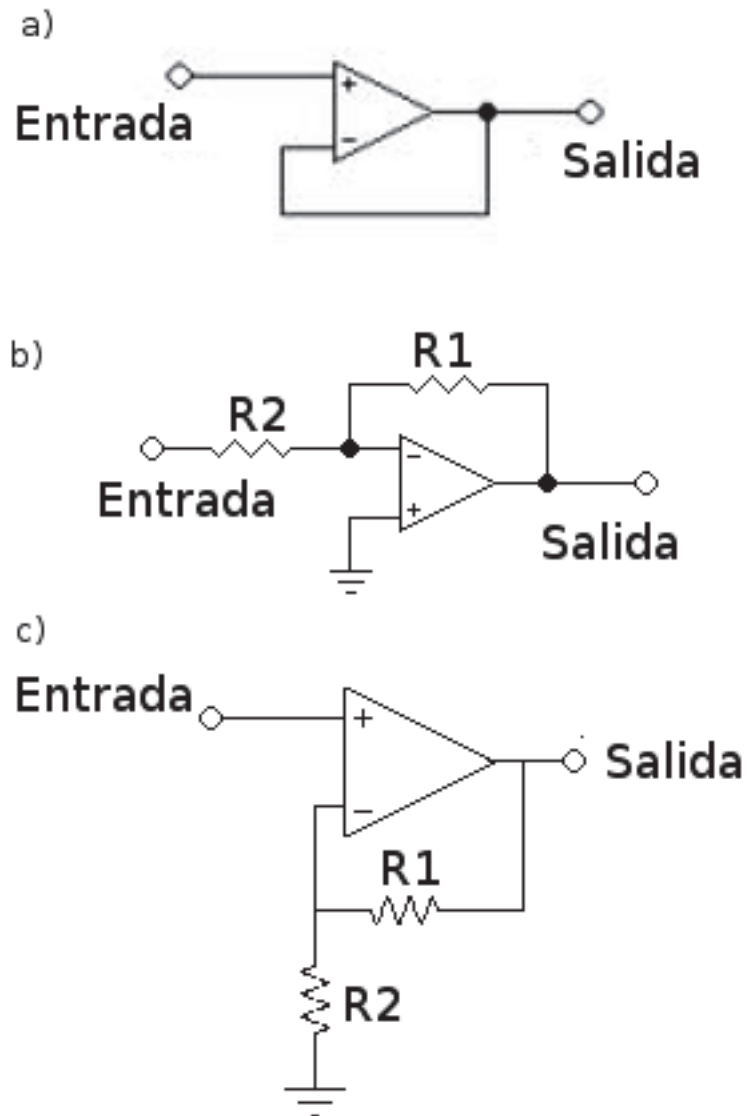 a)
+
Entrada
−
Salida
b)
R1
R2
−
Entrada
+
Salida
c)
Entrada
+
Salida
−
R1
R2